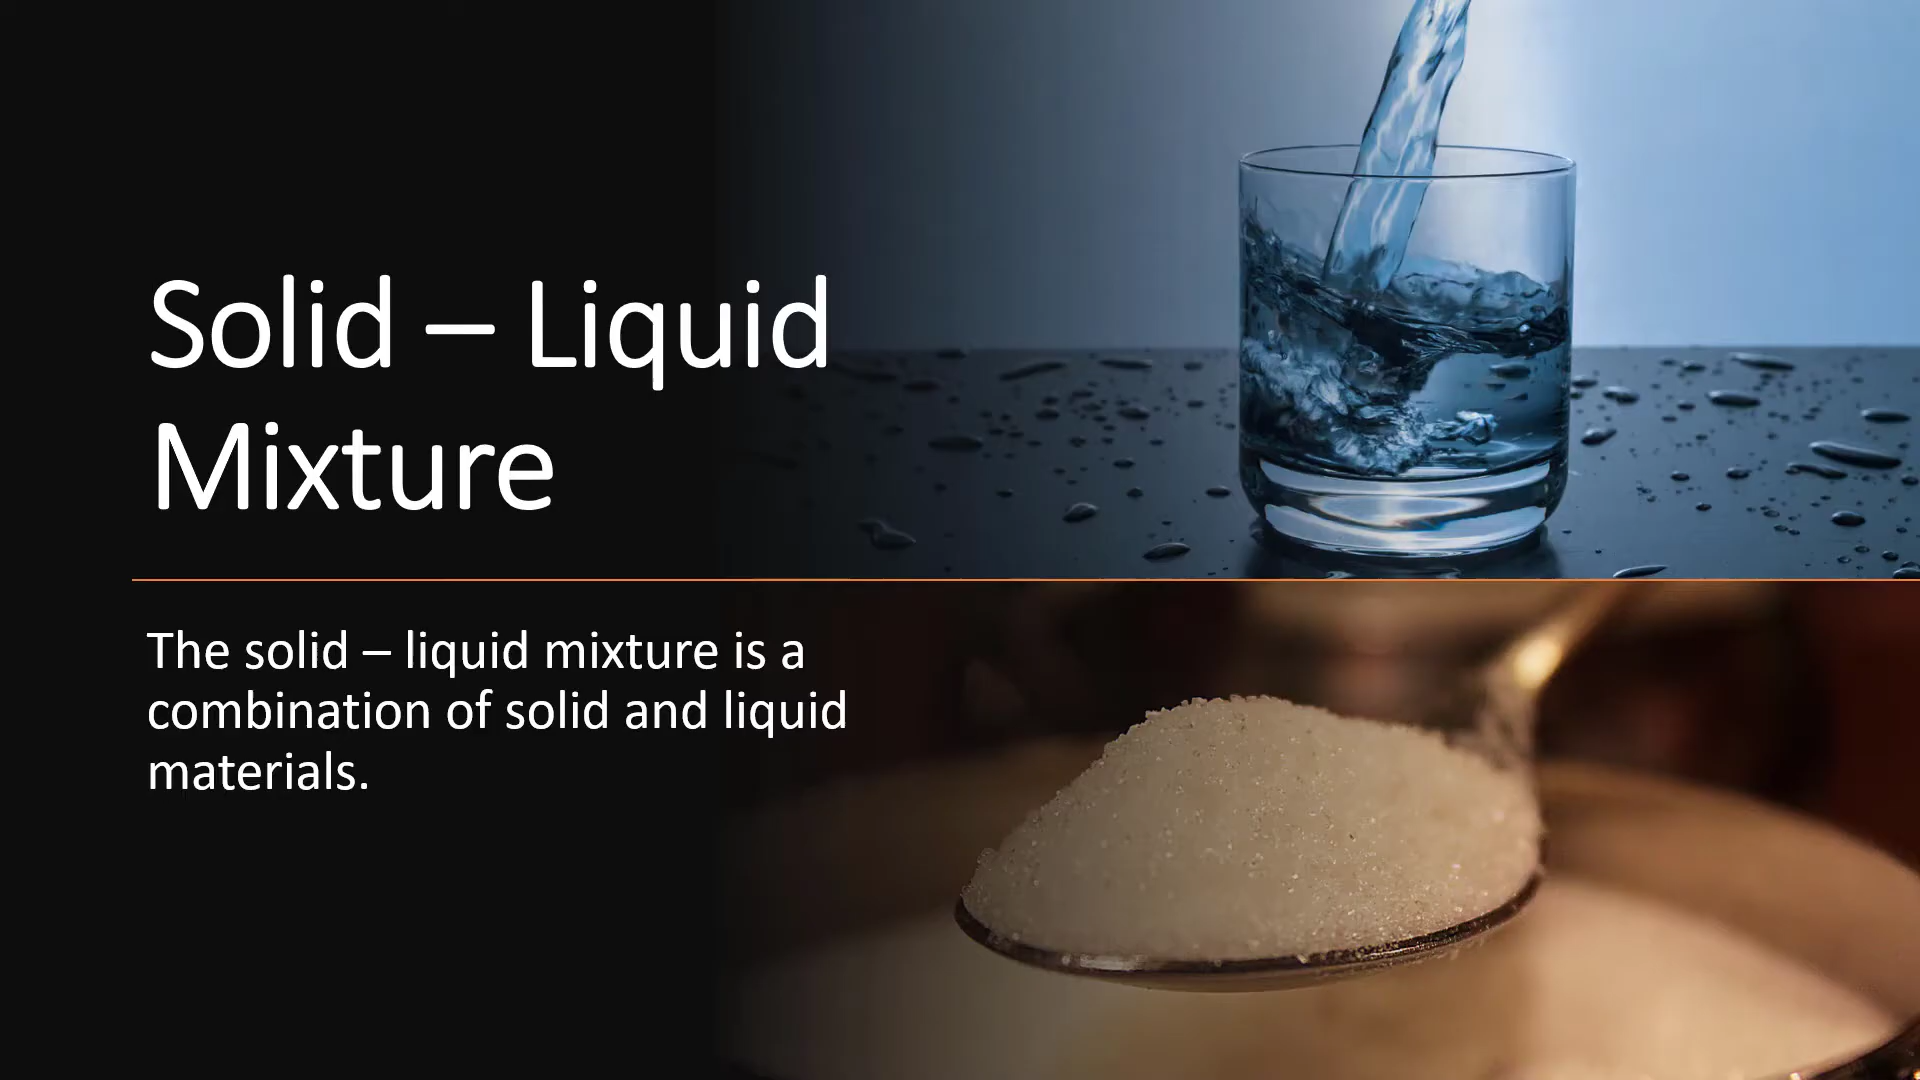 Solid – Liquid
Mixture
The solid – liquid mixture is a
combination of solid and liquid
materials.